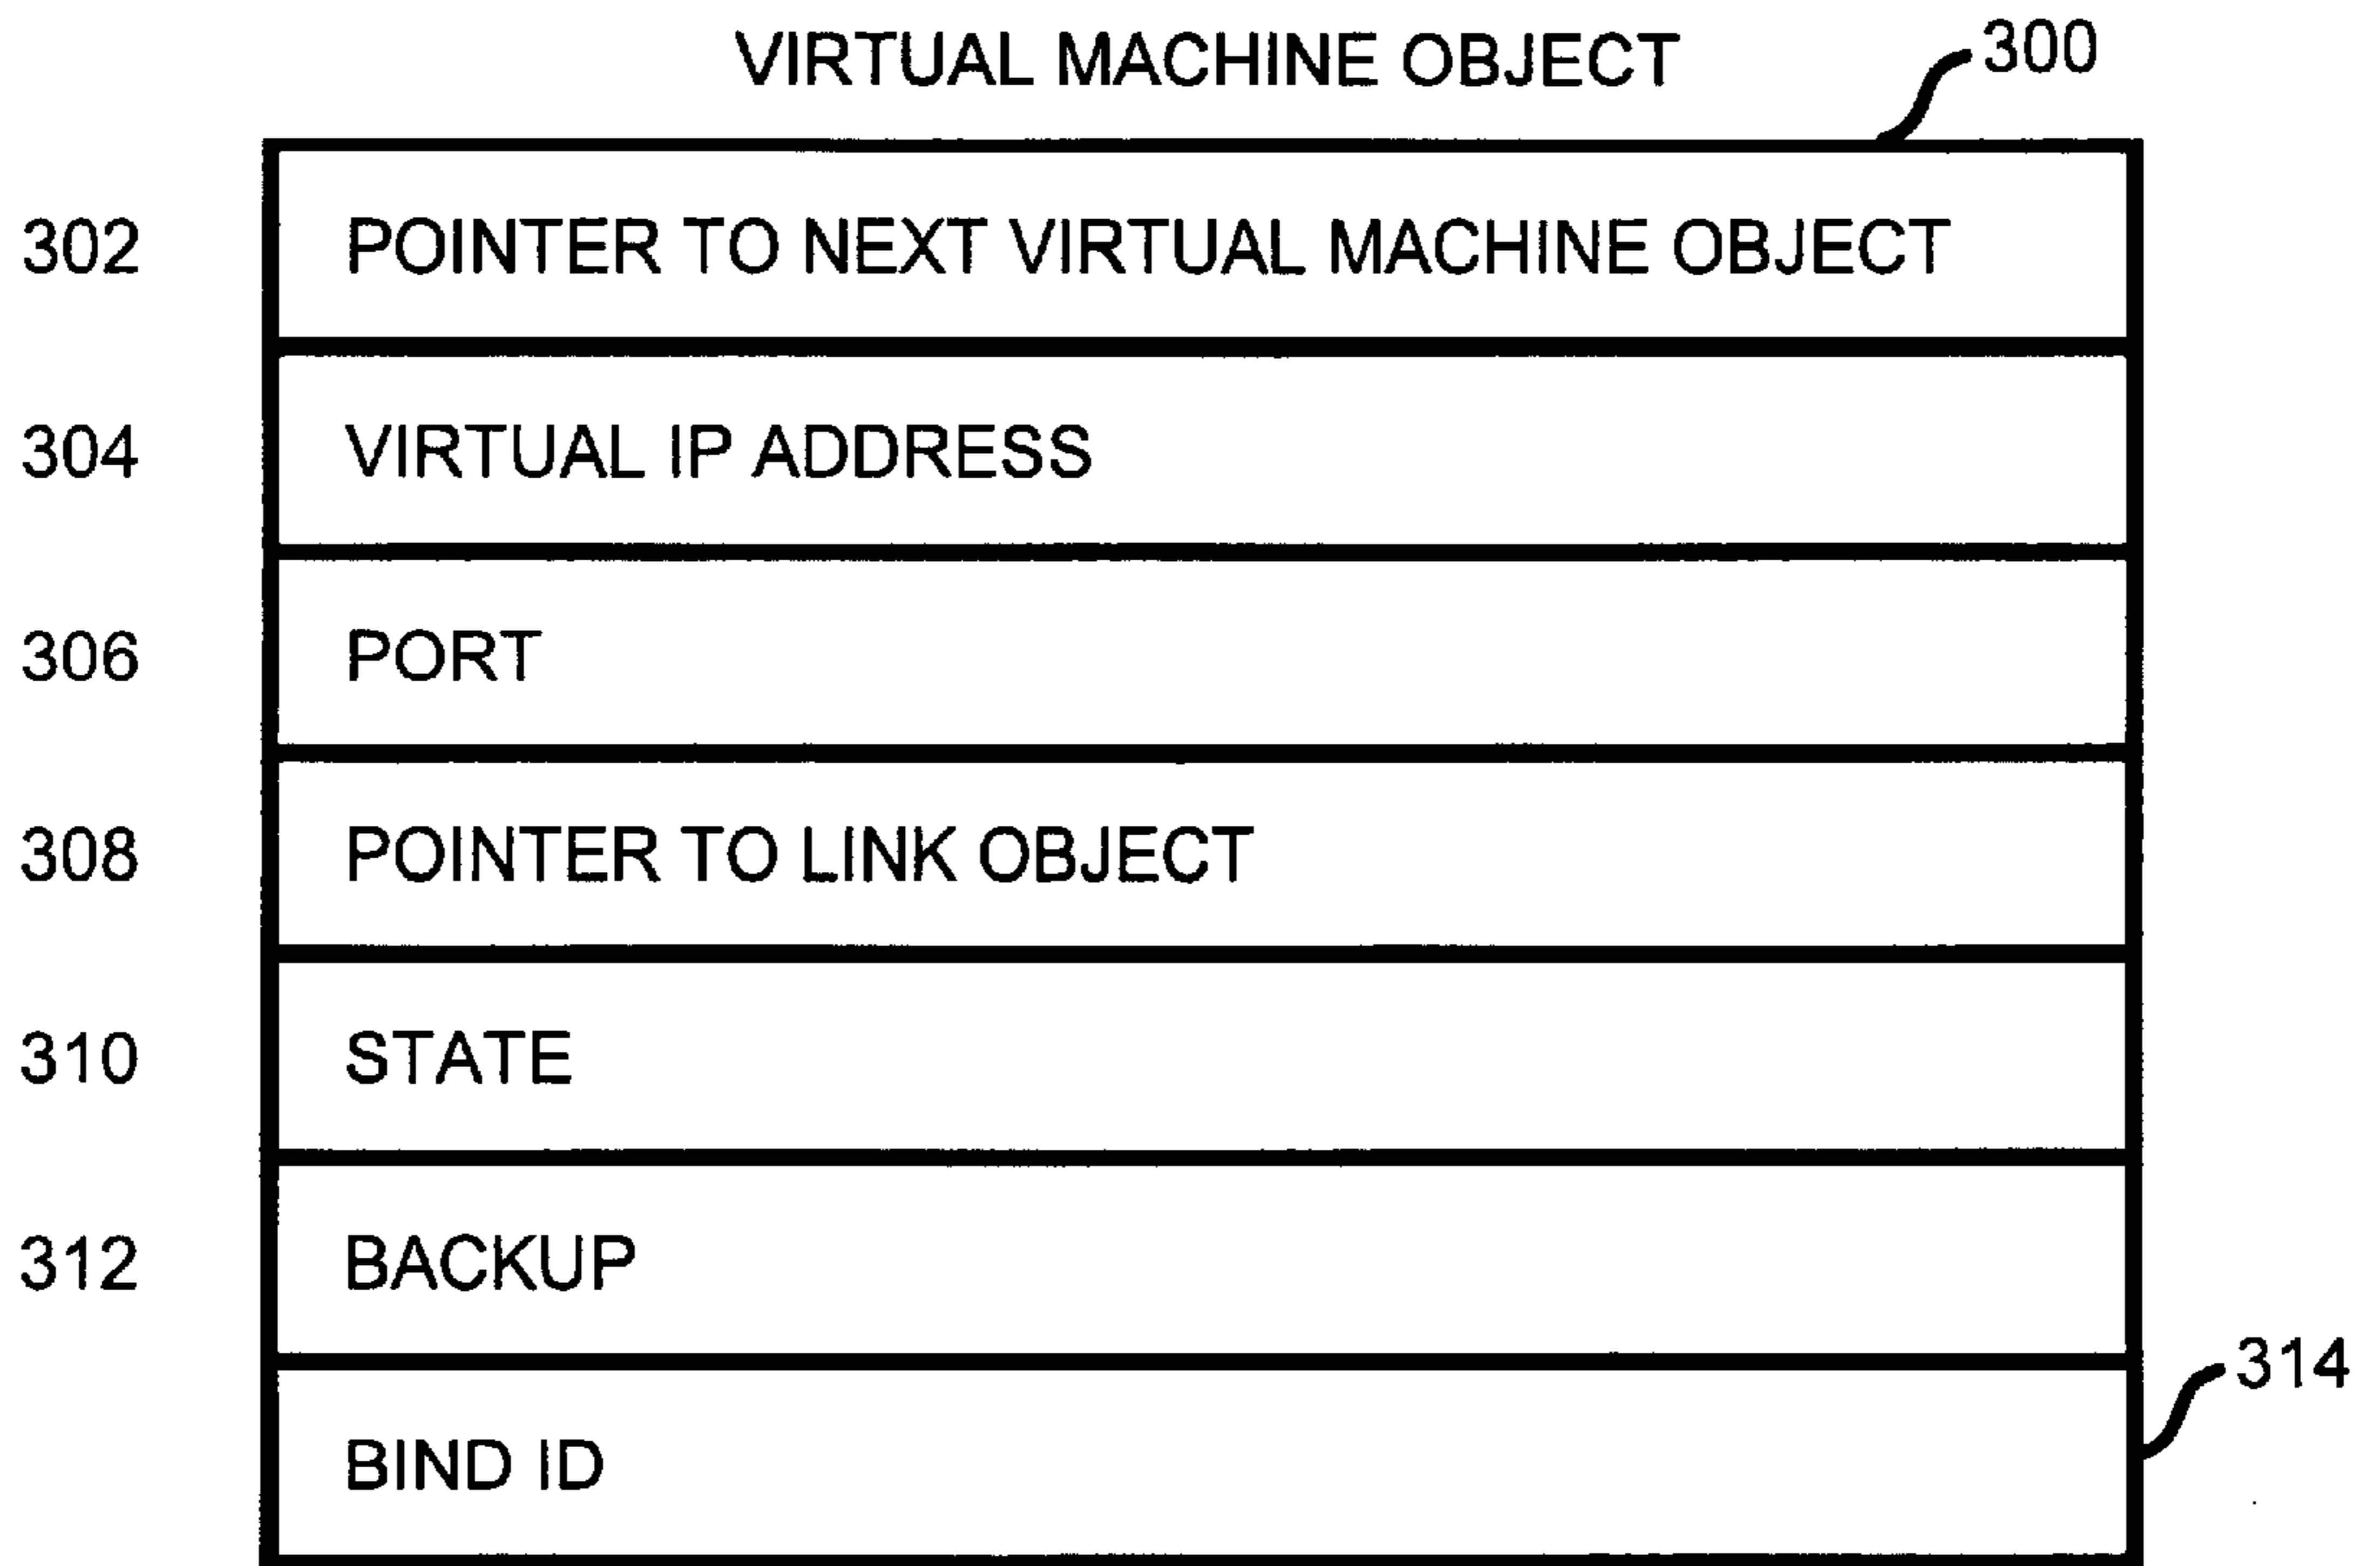 VIRTUAL MACHINE OBJECT 300
302 POINTER TO NEXT VIRTUAL MACHINE OBJECT
304 VIRTUAL IP ADDRESS
306 PORT
308 POINTER TO LINK OBJECT
310 STATE
312 BACKUP
314
BIND ID